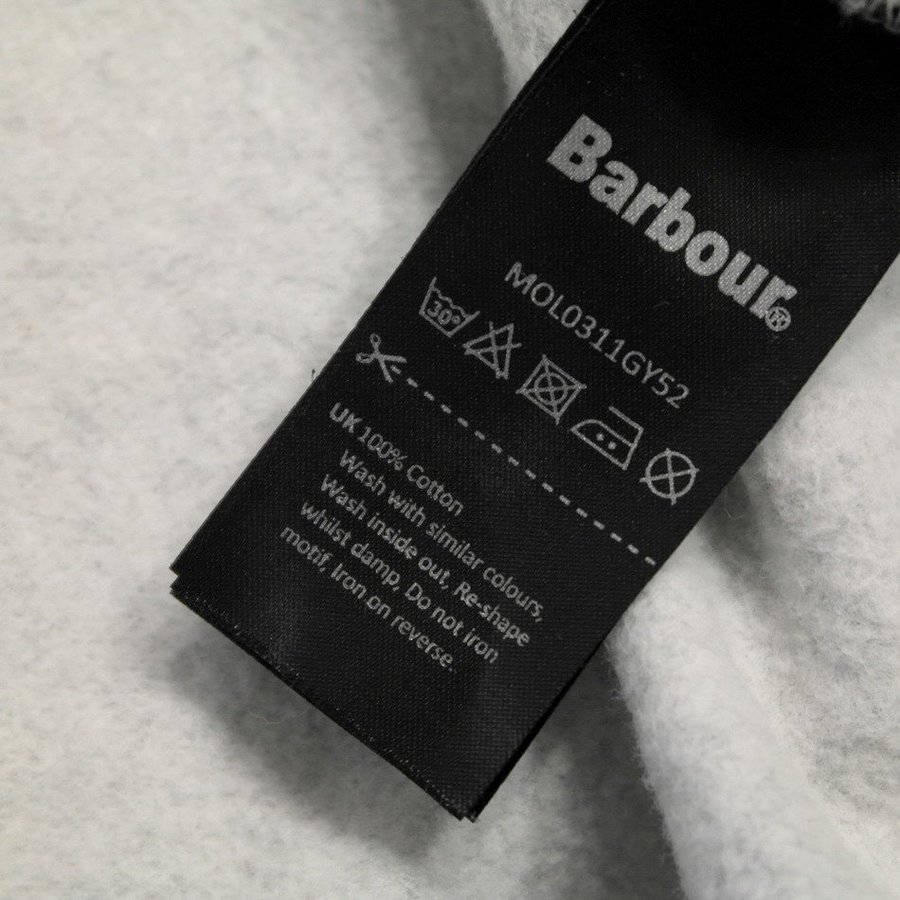 Barbour®
MOL0311GY52
30°
UK 100% Cotton
Wash with similar colours,
Wash inside out, Re-shape
whilst damp, Do not iron
motif, Iron on reverse.